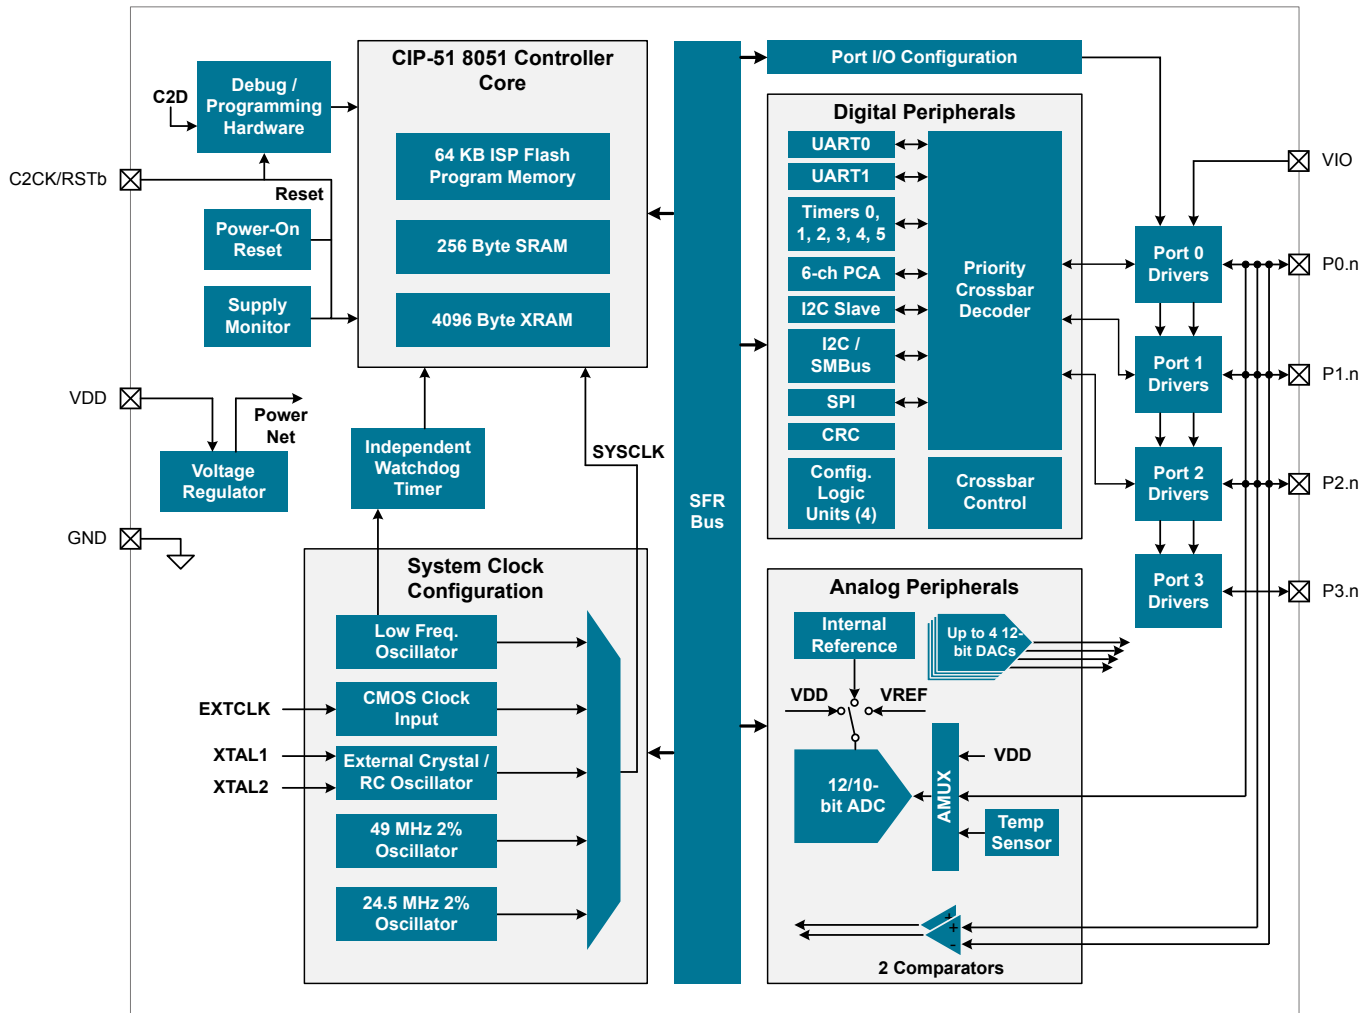 CIP-51 8051 Controller
Core
64 KB ISP Flash
Program Memory
256 Byte SRAM
4096 Byte XRAM
C2D
Debug /
Programming
Hardware
C2CK/RSTb
Reset
Power-On
Reset
Supply
Monitor
VDD
Power
Net
Voltage
Regulator
GND
Independent
Watchdog
Timer
SYSCLK
System Clock
Configuration
Low Freq.
Oscillator
EXTCLK
CMOS Clock
Input
XTAL1
XTAL2
External Crystal /
RC Oscillator
49 MHz 2%
Oscillator
24.5 MHz 2%
Oscillator
SFR
Bus
Port I/O Configuration
Digital Peripherals
UART0
UART1
Timers 0,
1, 2, 3, 4, 5
6-ch PCA
I2C Slave
I2C /
SMBus
SPI
CRC
Config.
Logic
Units (4)
Priority
Crossbar
Decoder
Crossbar
Control
Analog Peripherals
Internal
Reference
Up to 4 12-
bit DACs
VDD
VREF
12/10-
bit ADC
AMUX
VDD
Temp
Sensor
+
+
-
2 Comparators
VIO
Port 0
Drivers
P0.n
Port 1
Drivers
P1.n
Port 2
Drivers
P2.n
Port 3
Drivers
P3.n